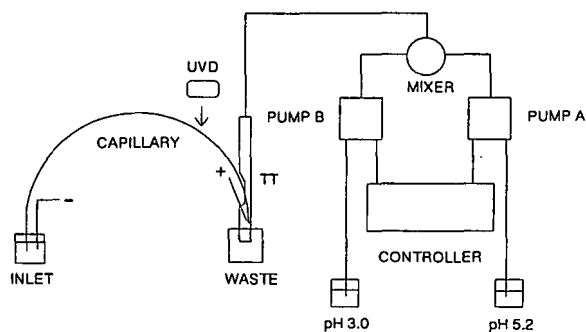 UVD
MIXER
PUMP B
PUMP A
CAPILLARY
+
TT
-
CONTROLLER
INLET
WASTE
pH 3.0
pH 5.2